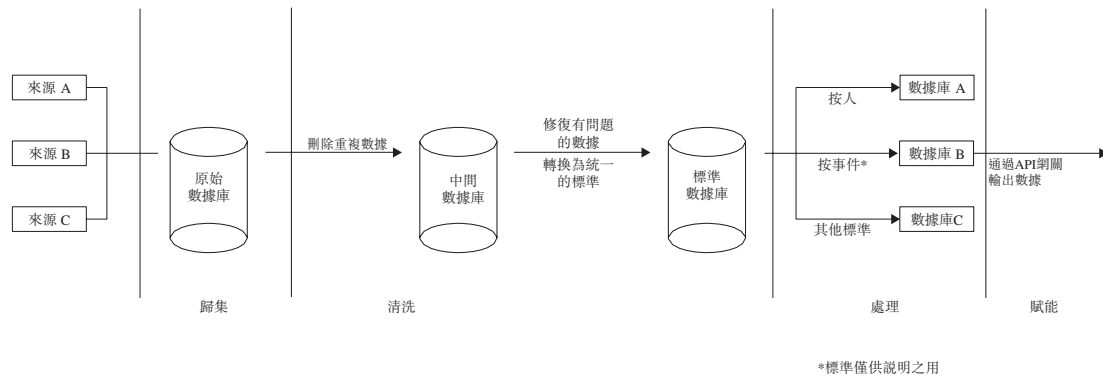 來源 A
來源 B
來源 C
原始
數據庫
刪除重複數據
中間
數據庫
修復有問題
的數據
轉換為統一
的標準
標準
數據庫
按人
按事件*
其他標準
數據庫 A
數據庫 B
數據庫C
通過API網關
輸出數據
歸集
清洗
處理
賦能
*標準僅供説明之用